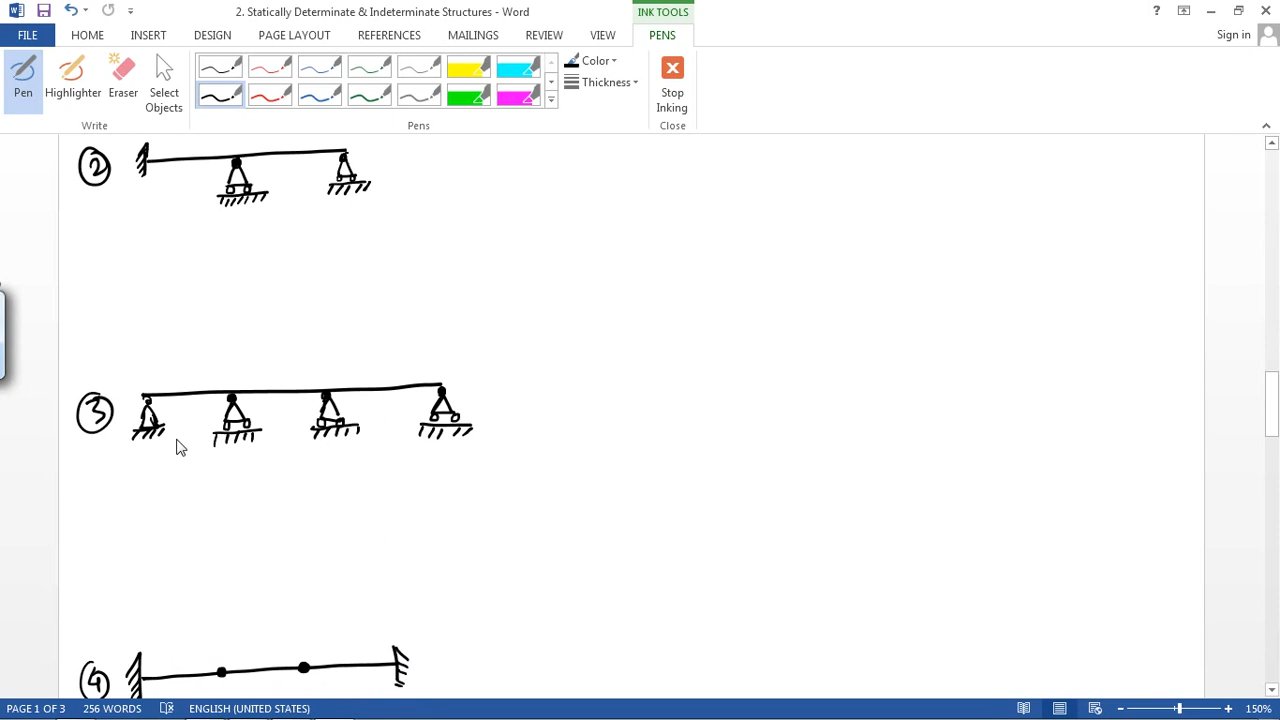 2. Statically Determinate & Indeterminate Structures - Word
INK TOOLS
?
FILE HOME INSERT DESIGN PAGE LAYOUT REFERENCES MAILINGS REVIEW VIEW PENS Sign in
Pen Highlighter Eraser Select Objects
Color
Thickness
Stop Inking
Write Pens Close
2
3
4
PAGE 1 OF 3 256 WORDS ENGLISH (UNITED STATES) 150%